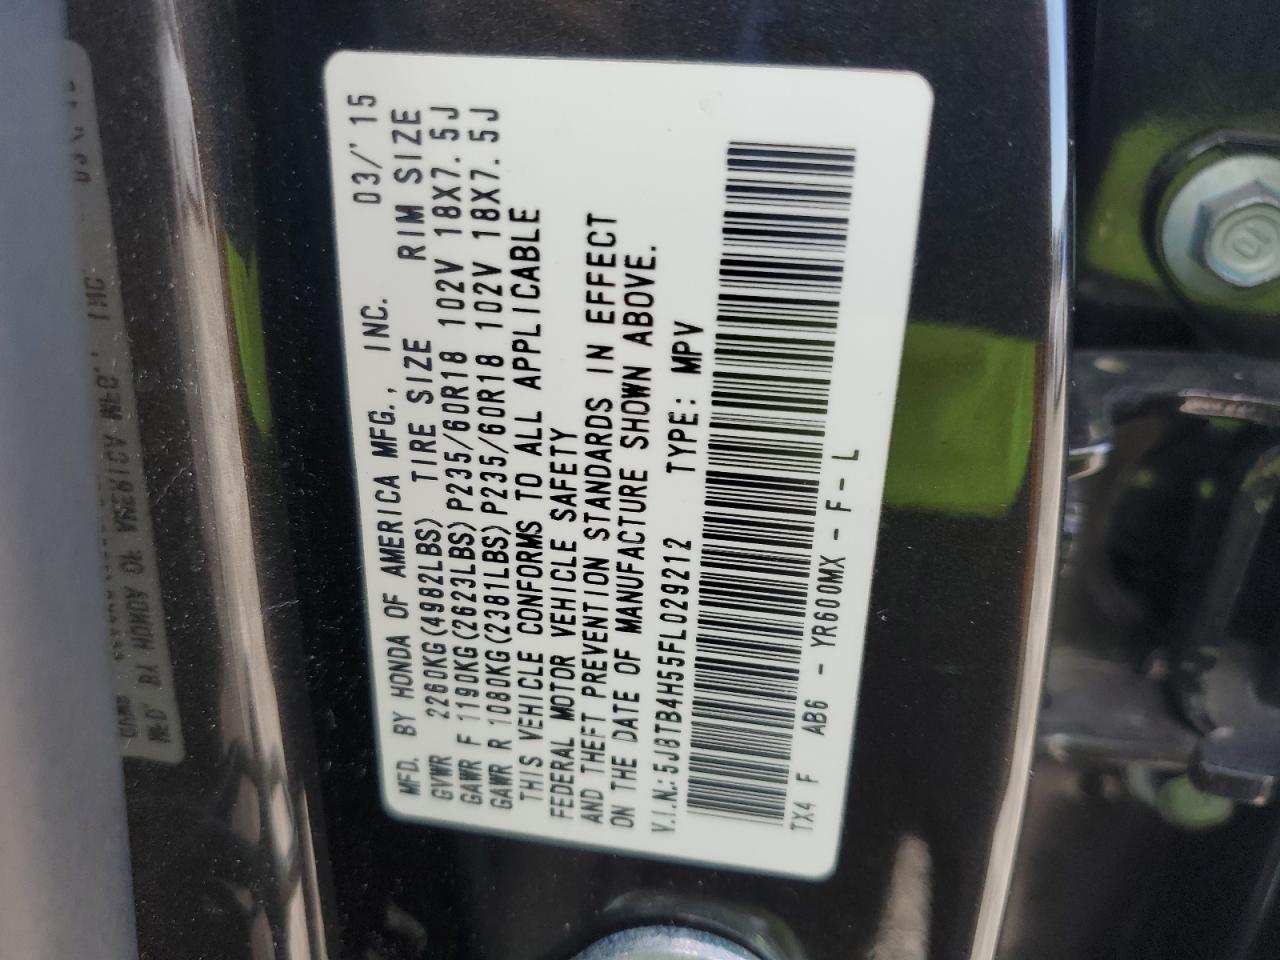 MFD. BY HONDA OF AMERICA MFG., INC. 03/'15
GVWR 2260KG(4982LBS) TIRE SIZE RIM SIZE
GAWR F 1190KG(2623LBS) P235/60R18 102V 18X7.5J
GAWR R 1080KG(2381LBS) P235/60R18 102V 18X7.5J
THIS VEHICLE CONFORMS TO ALL APPLICABLE
FEDERAL MOTOR VEHICLE SAFETY
AND THEFT PREVENTION STANDARDS IN EFFECT
ON THE DATE OF MANUFACTURE SHOWN ABOVE.
V.I.N.: 5J8TB4H55FL029212 TYPE: MPV
TX4 F AB6 - YR600MX - F - L